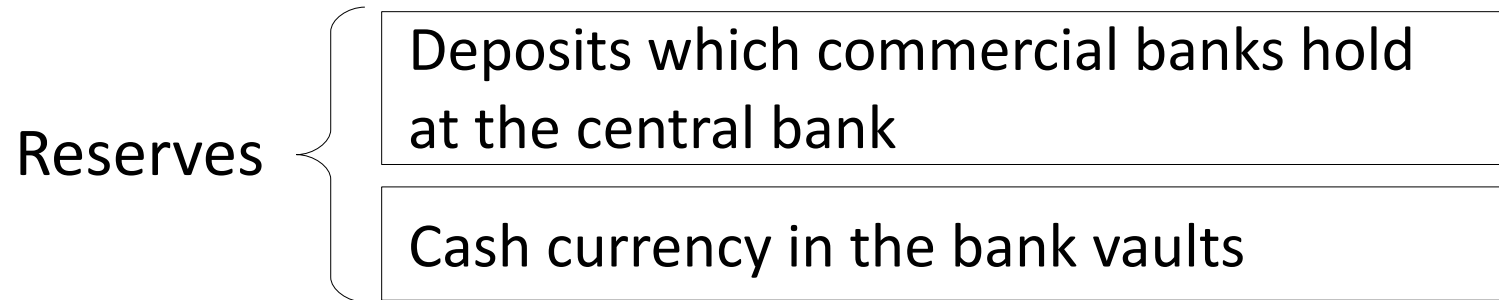 Reserves
Deposits which commercial banks hold
at the central bank
Cash currency in the bank vaults